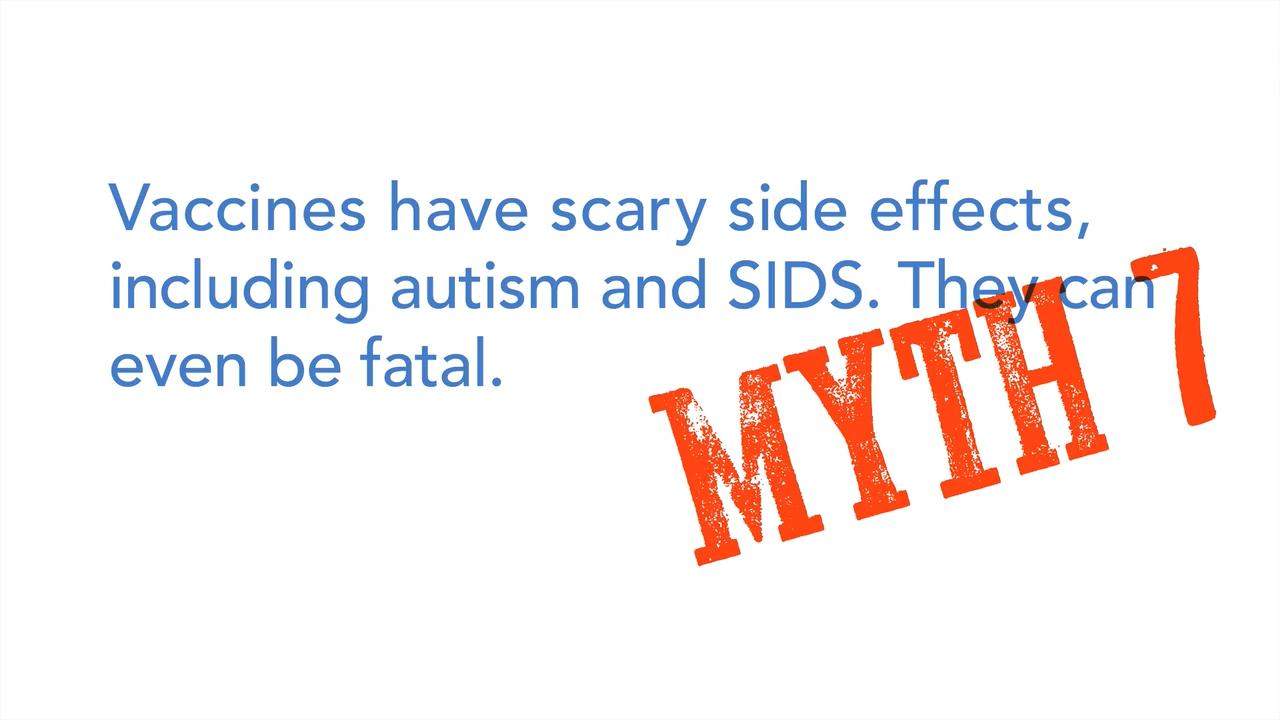 Vaccines have scary side effects,
including autism and SIDS. They can
even be fatal.
MYTH 7